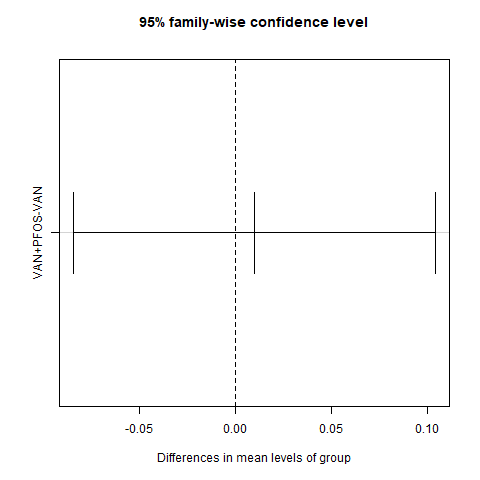 95% family-wise confidence level
VAN+PFOS-VAN
-0.05 0.00 0.05 0.10
Differences in mean levels of group